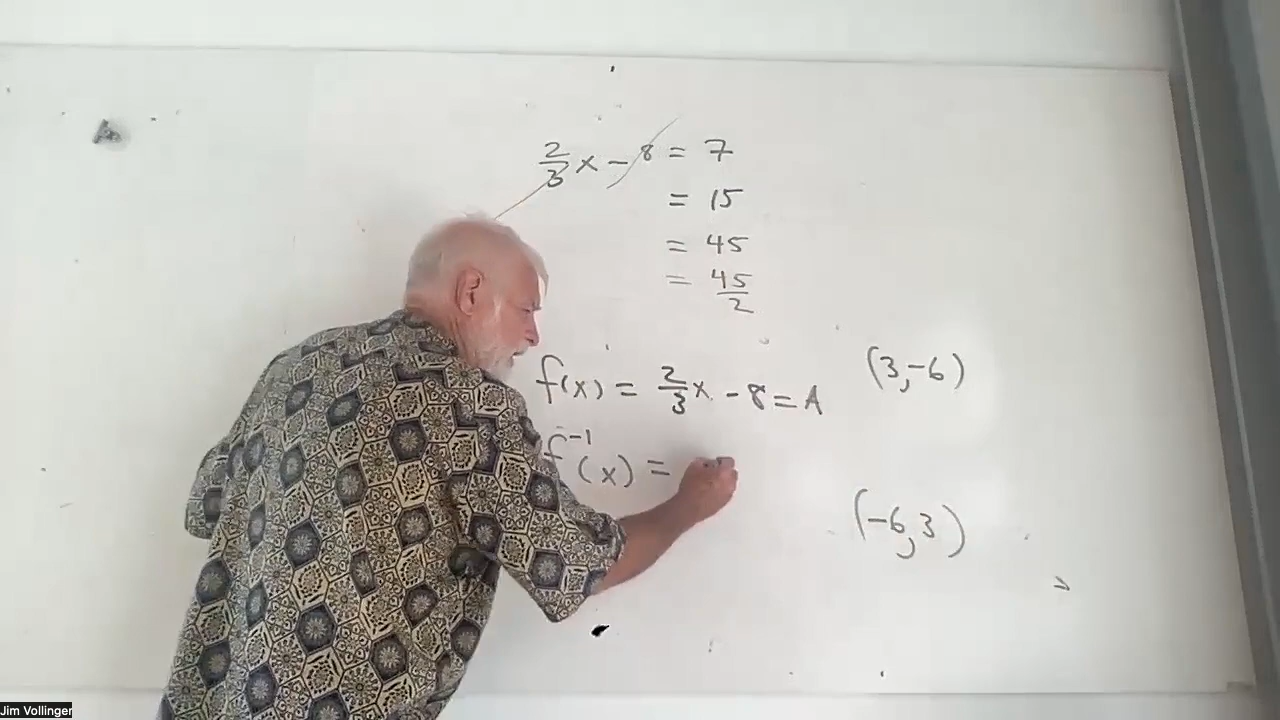 2/3 x - 8 = 7
= 15
= 45
= 45/2
f(x) = 2/3 x - 8 = A
(3,-6)
f⁻¹(x) =
(-6,3)
Jim Vollinger